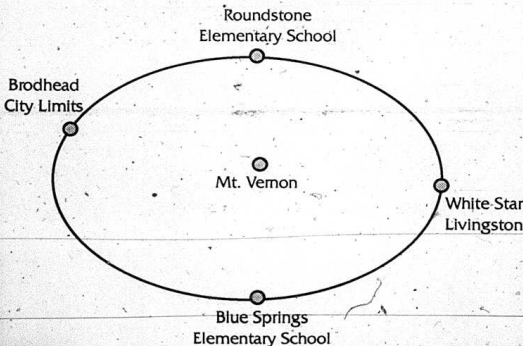 Roundstone
Elementary School
Brodhead
City Limits
Mt. Vernon
White Star
Livingston
Blue Springs
Elementary School